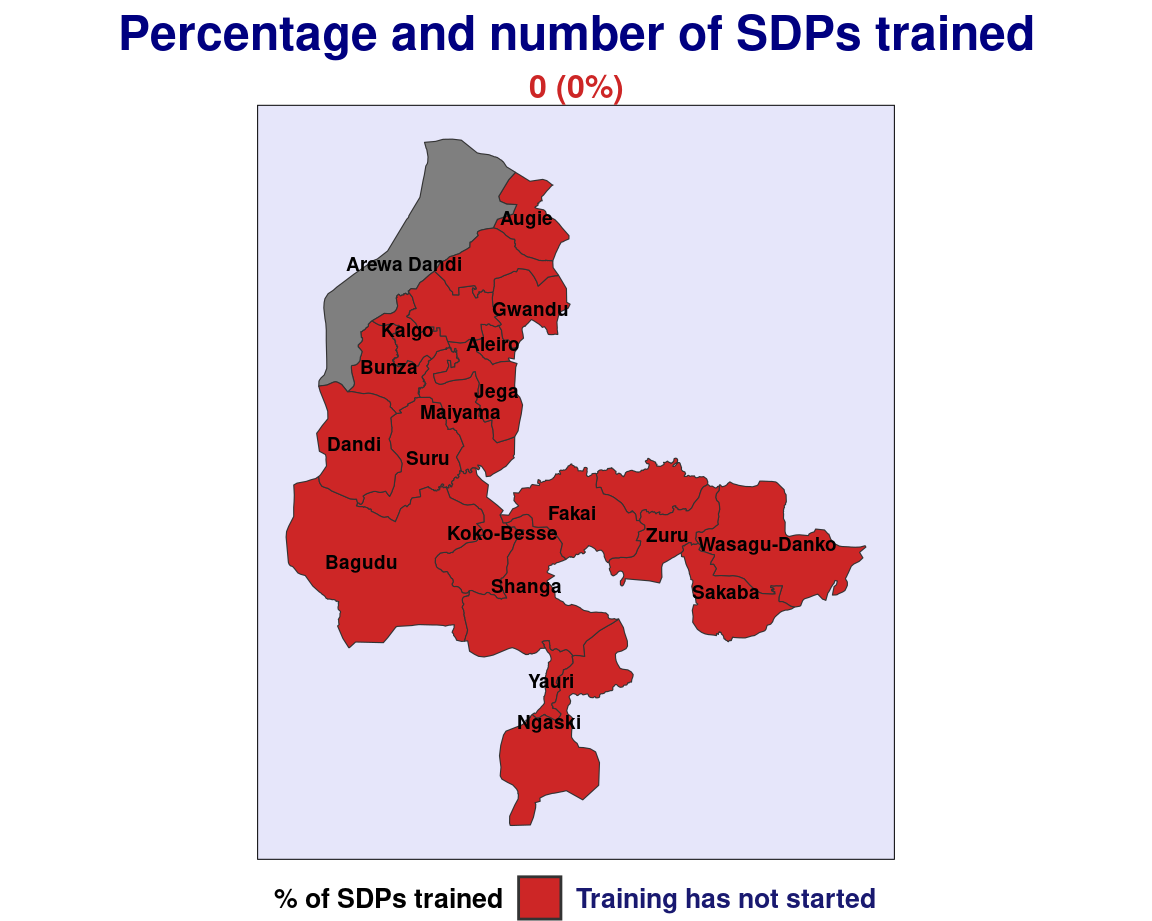 Percentage and number of SDPs trained
0 (0%)
Augie
Arewa Dandi
Gwandu
Kalgo
Aleiro
Bunza
Jega
Maiyama
Dandi
Suru
Fakai
Koko-Besse
Zuru
Wasagu-Danko
Bagudu
Shanga
Sakaba
Yauri
Ngaski
% of SDPs trained
Training has not started